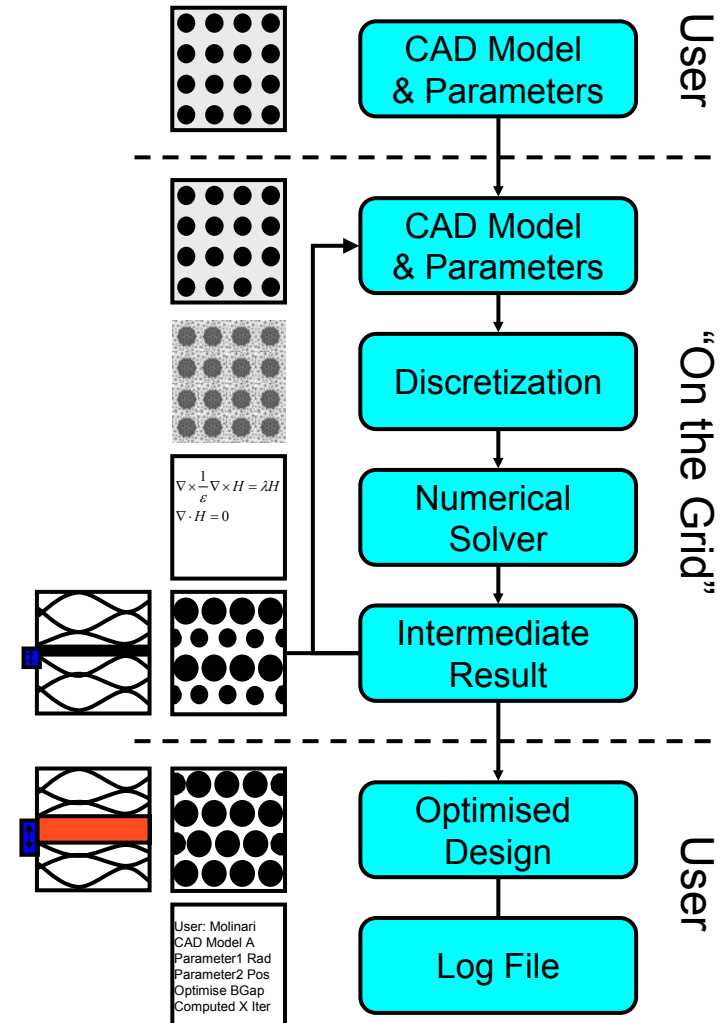 CAD Model
& Parameters
User
CAD Model
& Parameters
Discretization
“On the Grid”
∇ × 1/ε ∇ × H = λH
∇ · H = 0
Numerical
Solver
Intermediate
Result
Optimised
Design
User
User: Molinari
CAD Model A
Parameter1 Rad
Parameter2 Pos
Optimise BGap
Computed X Iter
Log File